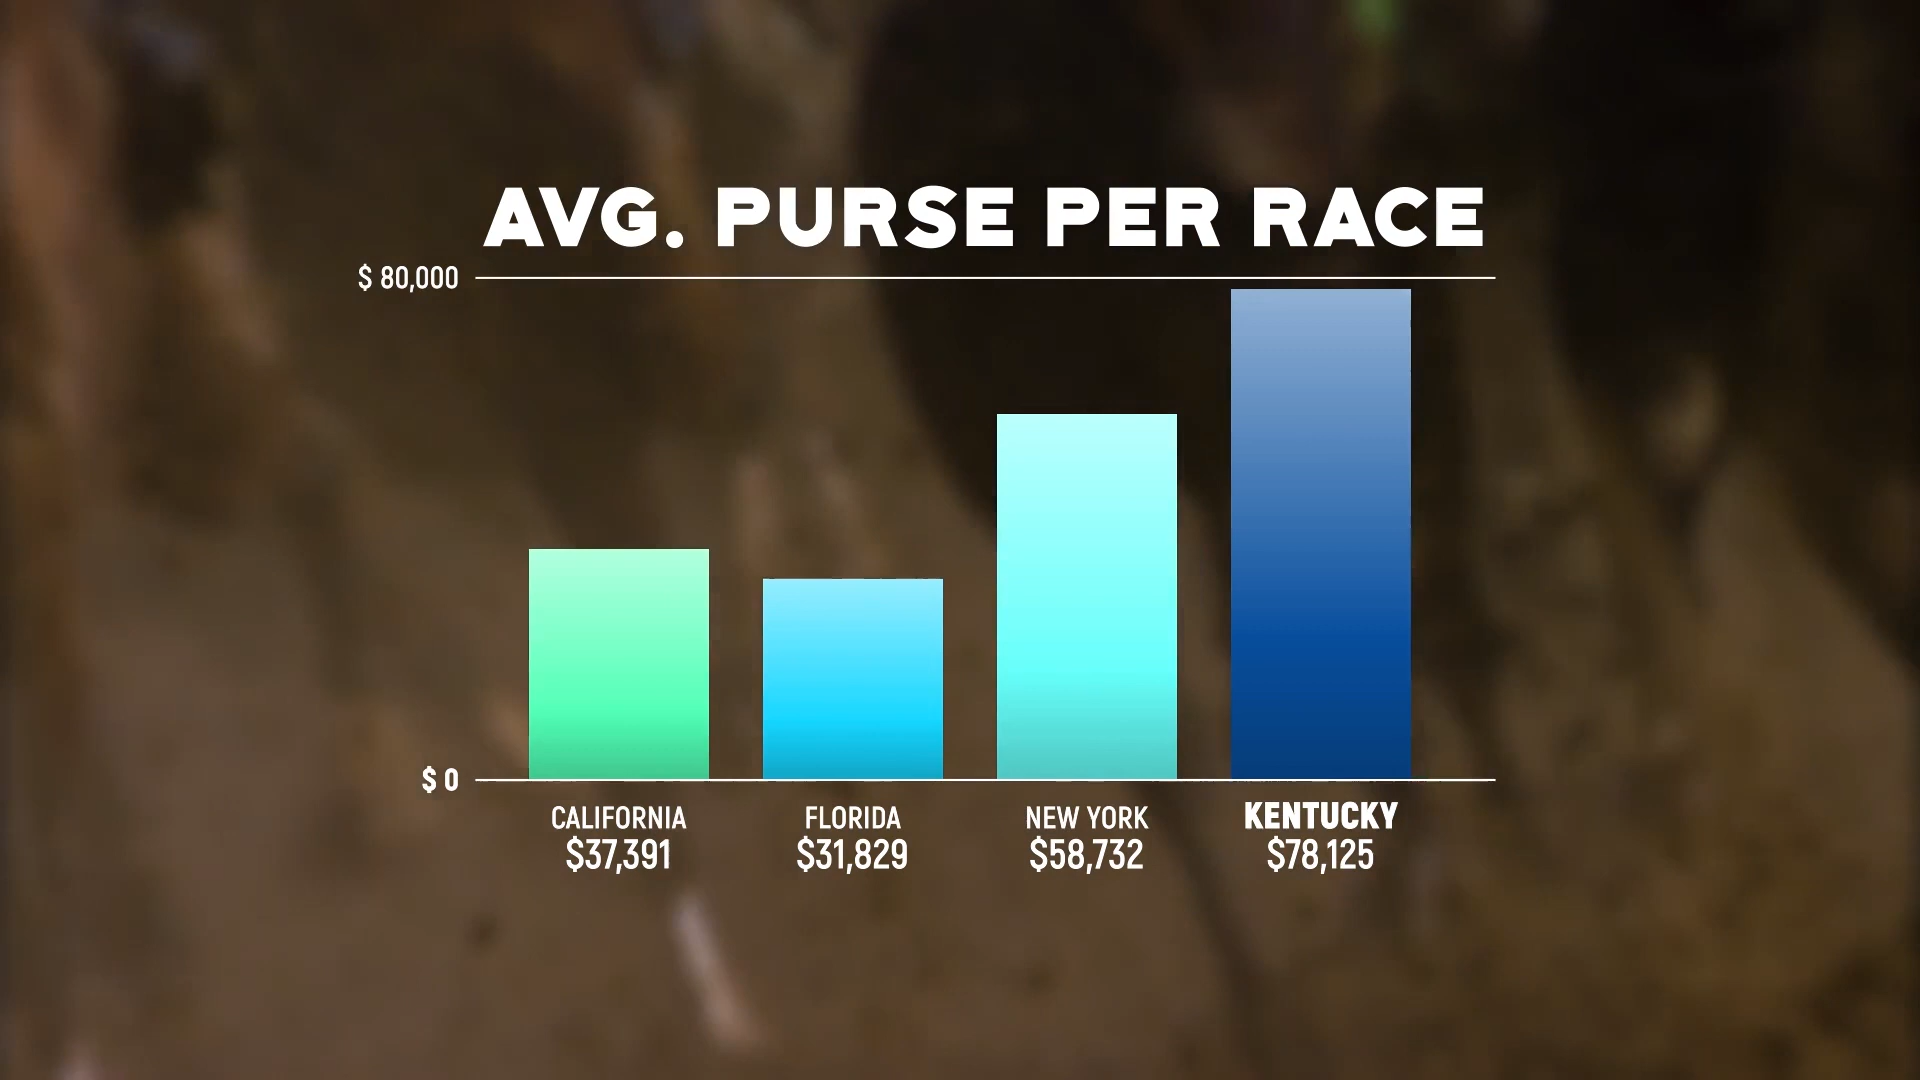 AVG. PURSE PER RACE
$ 80,000
$ 0
CALIFORNIA
$37,391
FLORIDA
$31,829
NEW YORK
$58,732
KENTUCKY
$78,125